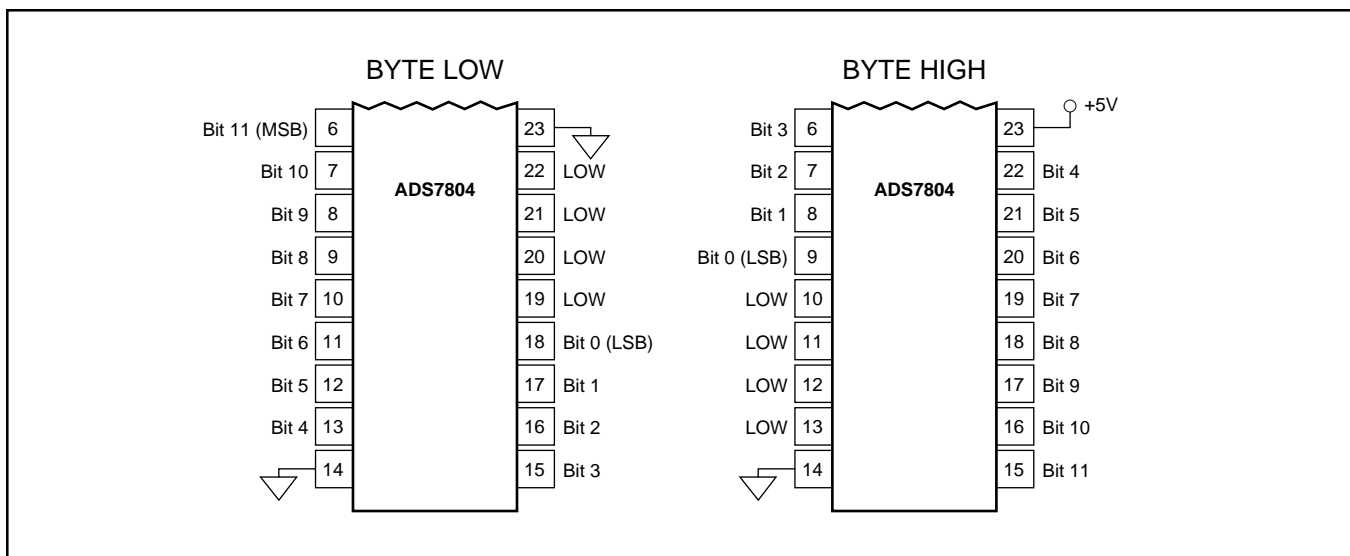 BYTE LOW
Bit 11 (MSB) 6
Bit 10 7
Bit 9 8
Bit 8 9
Bit 7 10
Bit 6 11
Bit 5 12
Bit 4 13
14
ADS7804
23
22 LOW
21 LOW
20 LOW
19 LOW
18 Bit 0 (LSB)
17 Bit 1
16 Bit 2
15 Bit 3
BYTE HIGH
Bit 3 6
Bit 2 7
Bit 1 8
Bit 0 (LSB) 9
LOW 10
LOW 11
LOW 12
LOW 13
14
ADS7804
23 +5V
22 Bit 4
21 Bit 5
20 Bit 6
19 Bit 7
18 Bit 8
17 Bit 9
16 Bit 10
15 Bit 11